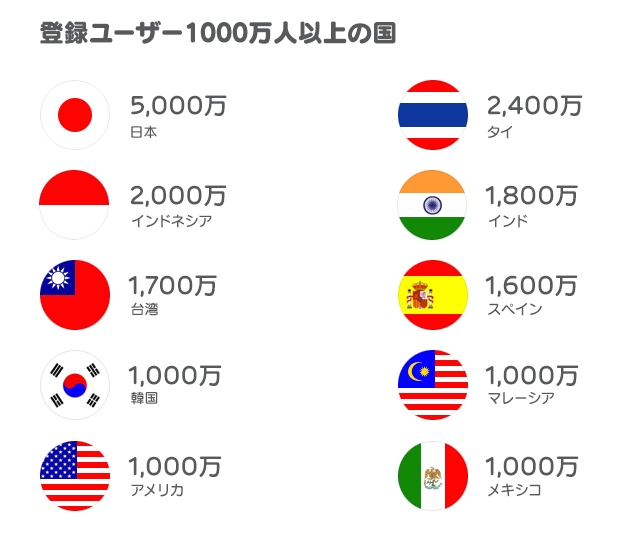 登録ユーザー1000万人以上の国
5,000万
日本
2,400万
タイ
2,000万
インドネシア
1,800万
インド
1,700万
台湾
1,600万
スペイン
1,000万
韓国
1,000万
マレーシア
1,000万
アメリカ
1,000万
メキシコ